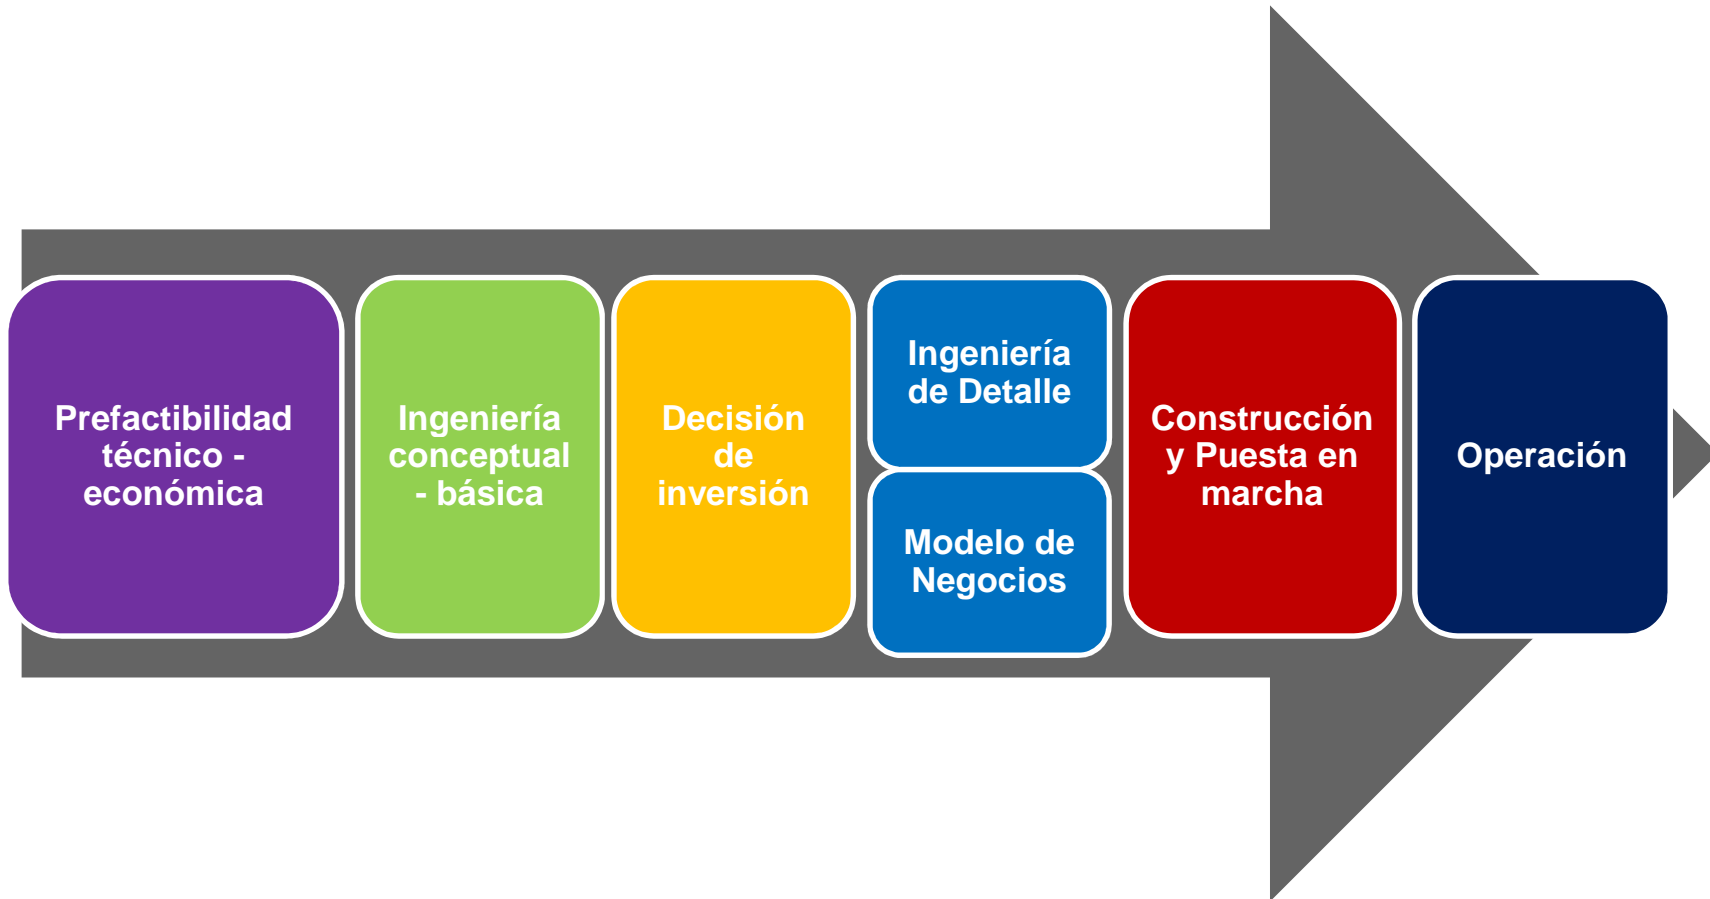 Prefactibilidad
técnico -
económica
Ingeniería
conceptual
- básica
Decisión
de
inversión
Ingeniería
de Detalle
Modelo de
Negocios
Construcción
y Puesta en
marcha
Operación